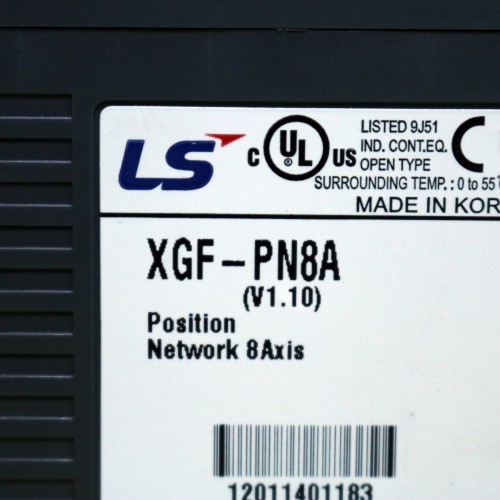 LS
c UL us
LISTED 9J51
IND. CONT.EQ.
OPEN TYPE
SURROUNDING TEMP. : 0 to 55
MADE IN KOR
XGF-PN8A
(V1.10)
Position
Network 8Axis
12011401183